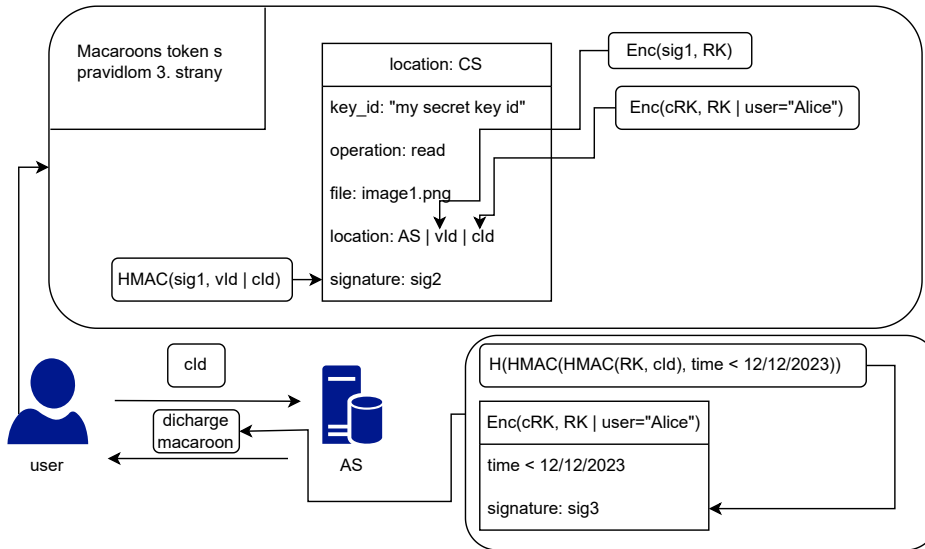 Macaroons token s
pravidlom 3. strany
location: CS
key_id: "my secret key id"
operation: read
file: image1.png
location: AS | vId | cId
signature: sig2
Enc(sig1, RK)
Enc(cRK, RK | user="Alice")
HMAC(sig1, vId | cId)
user
cId
dicharge
macaroon
AS
H(HMAC(HMAC(RK, cId), time < 12/12/2023))
Enc(cRK, RK | user="Alice")
time < 12/12/2023
signature: sig3